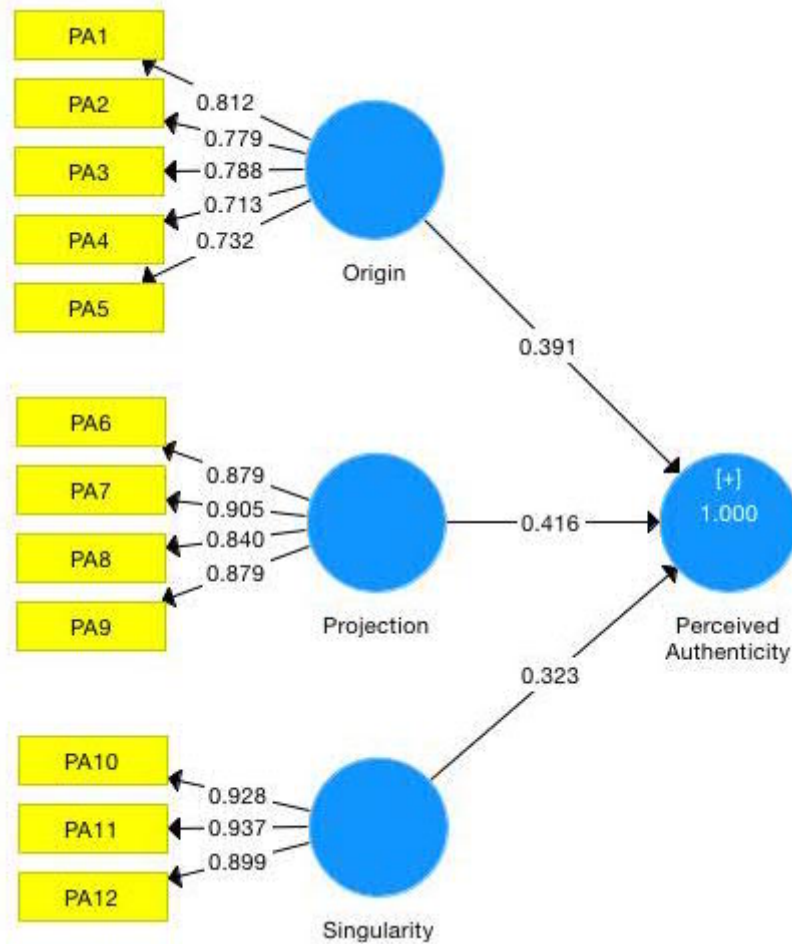 PA1
PA2
PA3
PA4
PA5
0.812
0.779
0.788
0.713
0.732
Origin
0.391
PA6
PA7
PA8
PA9
0.879
0.905
0.840
0.879
Projection
0.416
[+]
1.000
Perceived
Authenticity
0.323
PA10
PA11
PA12
0.928
0.937
0.899
Singularity